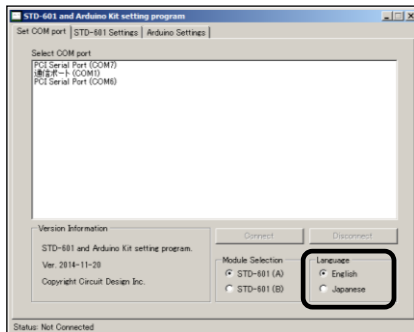 STD-601 and Arduino Kit setting program
Set COM port STD-601 Settings Arduino Settings
Select COM port
PCI Serial Port (COM7)
通信ポート (COM1)
PCI Serial Port (COM6)
Version Information
STD-601 and Arduino Kit setting program.
Ver. 2014-11-20
Copyright Circuit Design Inc.
Connect
Disconnect
Module Selection
STD-601 (A)
STD-601 (B)
Language
English
Japanese
Status: Not Connected